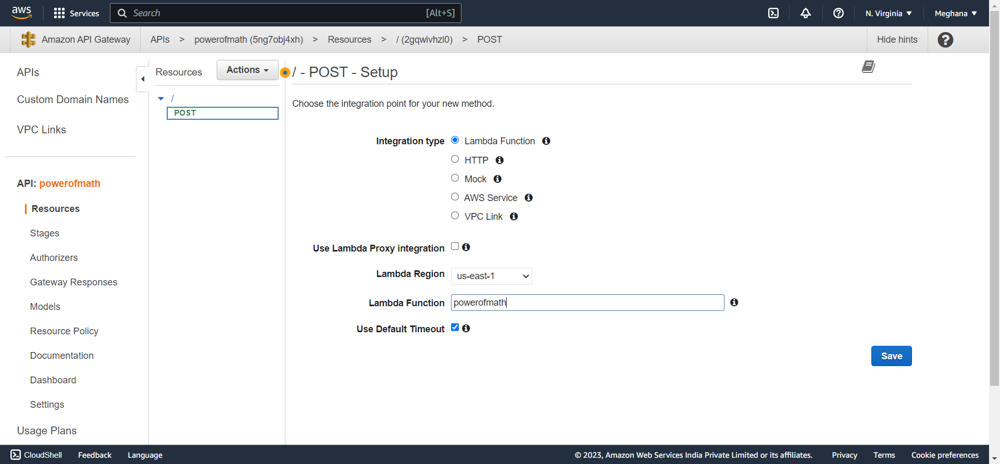 aws
Services
Search
[Alt+S]
N. Virginia
Meghana
Amazon API Gateway
APIs > powerofmath (5ng7obj4xh) > Resources > / (2gqwivhzl0) > POST
Hide hints
APIs
Custom Domain Names
VPC Links
API: powerofmath
Resources
Stages
Authorizers
Gateway Responses
Models
Resource Policy
Documentation
Dashboard
Settings
Usage Plans
Resources
Actions
/
POST
/ - POST - Setup
Choose the integration point for your new method.
Integration type
Lambda Function
HTTP
Mock
AWS Service
VPC Link
Use Lambda Proxy integration
Lambda Region
us-east-1
Lambda Function
powerofmath
Use Default Timeout
Save
CloudShell
Feedback
Language
© 2023, Amazon Web Services India Private Limited or its affiliates.
Privacy
Terms
Cookie preferences